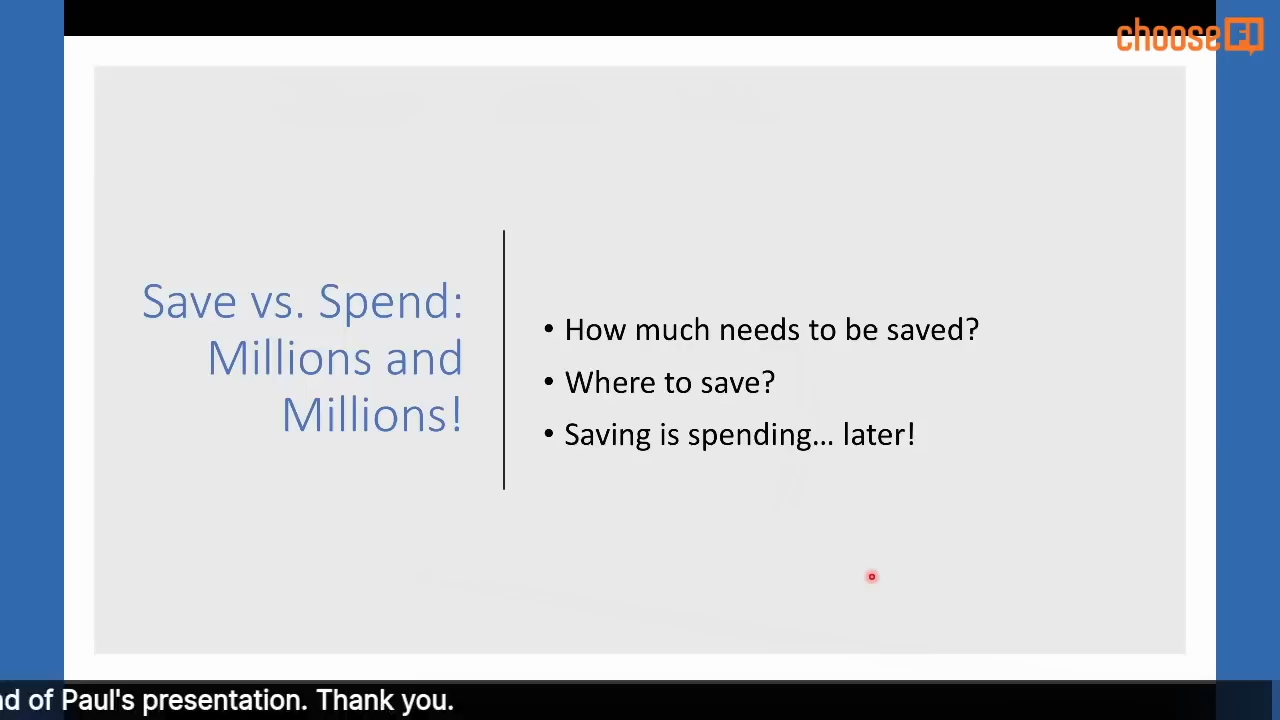 chooseFI
Save vs. Spend:
Millions and
Millions!
• How much needs to be saved?
• Where to save?
• Saving is spending... later!
of Paul's presentation. Thank you.